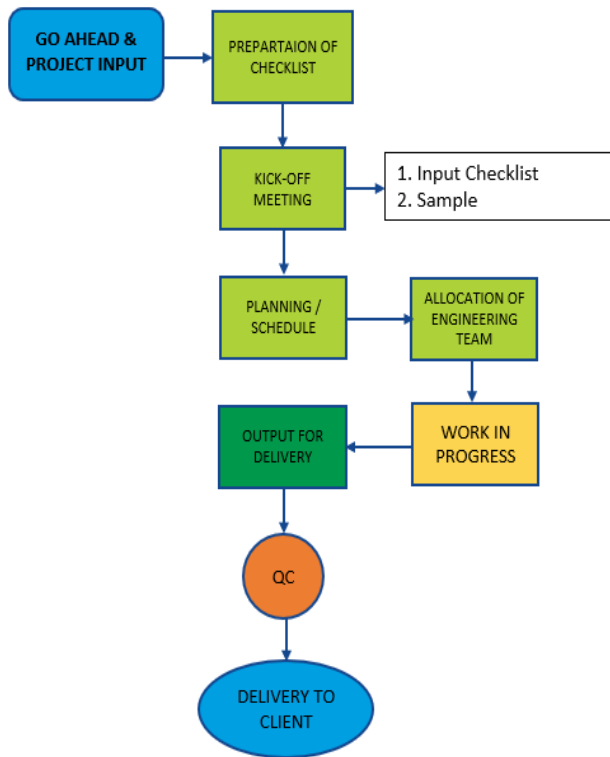 GO AHEAD &
PROJECT INPUT
PREPARTAION OF
CHECKLIST
KICK-OFF
MEETING
1. Input Checklist
2. Sample
PLANNING /
SCHEDULE
ALLOCATION OF
ENGINEERING
TEAM
OUTPUT FOR
DELIVERY
WORK IN
PROGRESS
QC
DELIVERY TO
CLIENT